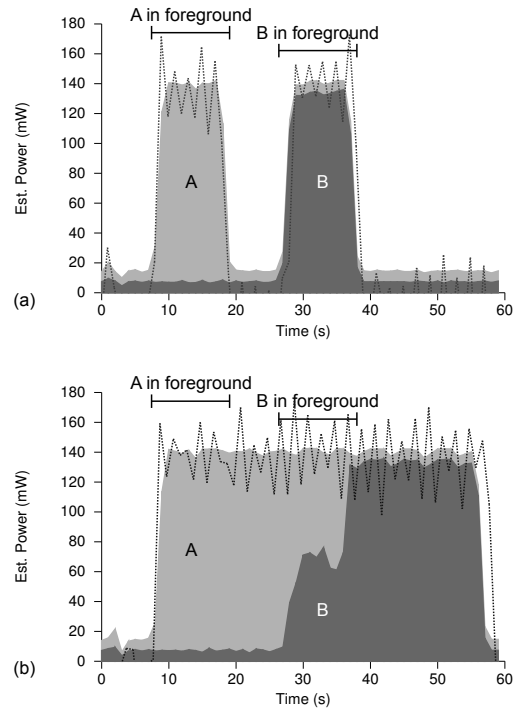 A in foreground
B in foreground
180
160
140
120
100
80
60
40
20
0
Est. Power (mW)
A
B
(a)
0 10 20 30 40 50 60
Time (s)
A in foreground
B in foreground
180
160
140
120
100
80
60
40
20
0
Est. Power (mW)
A
B
(b)
0 10 20 30 40 50 60
Time (s)